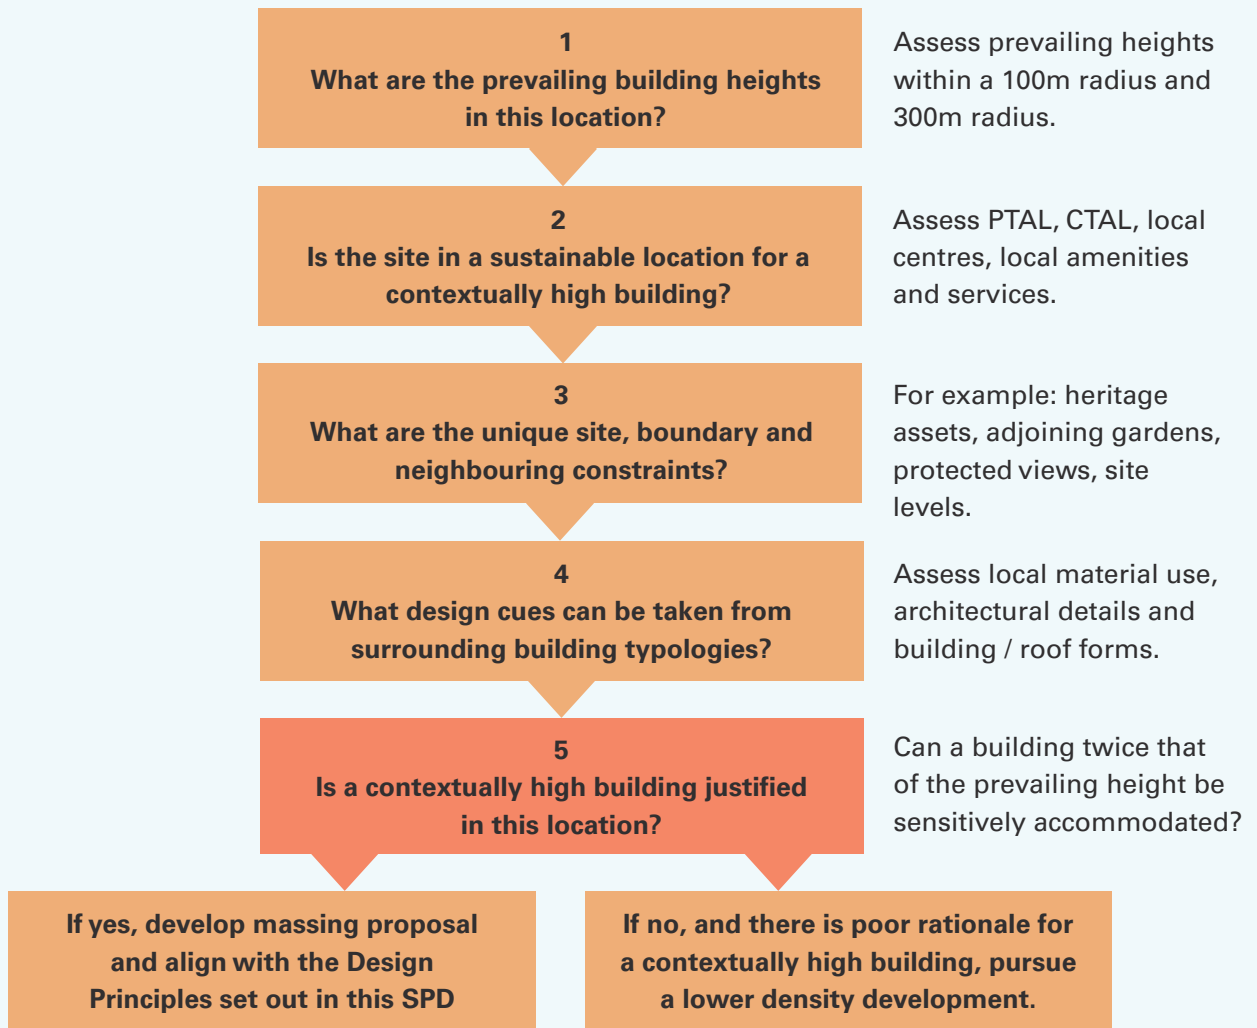 1
What are the prevailing building heights
in this location?
Assess prevailing heights
within a 100m radius and
300m radius.
2
Is the site in a sustainable location for a
contextually high building?
Assess PTAL, CTAL, local
centres, local amenities
and services.
3
What are the unique site, boundary and
neighbouring constraints?
For example: heritage
assets, adjoining gardens,
protected views, site
levels.
4
What design cues can be taken from
surrounding building typologies?
Assess local material use,
architectural details and
building / roof forms.
5
Is a contextually high building justified
in this location?
Can a building twice that
of the prevailing height be
sensitively accommodated?
If yes, develop massing proposal
and align with the Design
Principles set out in this SPD
If no, and there is poor rationale for
a contextually high building, pursue
a lower density development.